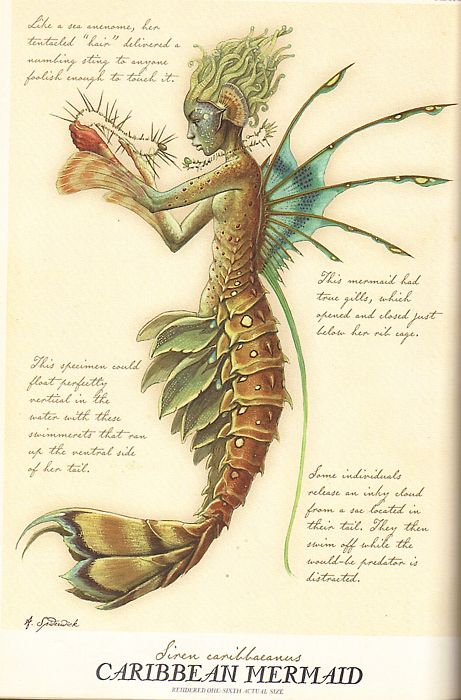 Like a sea anenome, her
tentacled "hair" delivered a
numbing sting to anyone
foolish enough to touch it.
This mermaid had
true gills, which
opened and closed just
below her rib cage.
This specimen could
float perfectly
vertical in the
water with these
swimmerets that ran
up the ventral side
of her tail.
Some individuals
release an inky cloud
from a sac located in
their tail. They then
swim off while the
would-be predator is
distracted.
A. Spiderwick
Siren caribbaeanus
CARIBBEAN MERMAID
RENDERED ONE-SIXTH ACTUAL SIZE